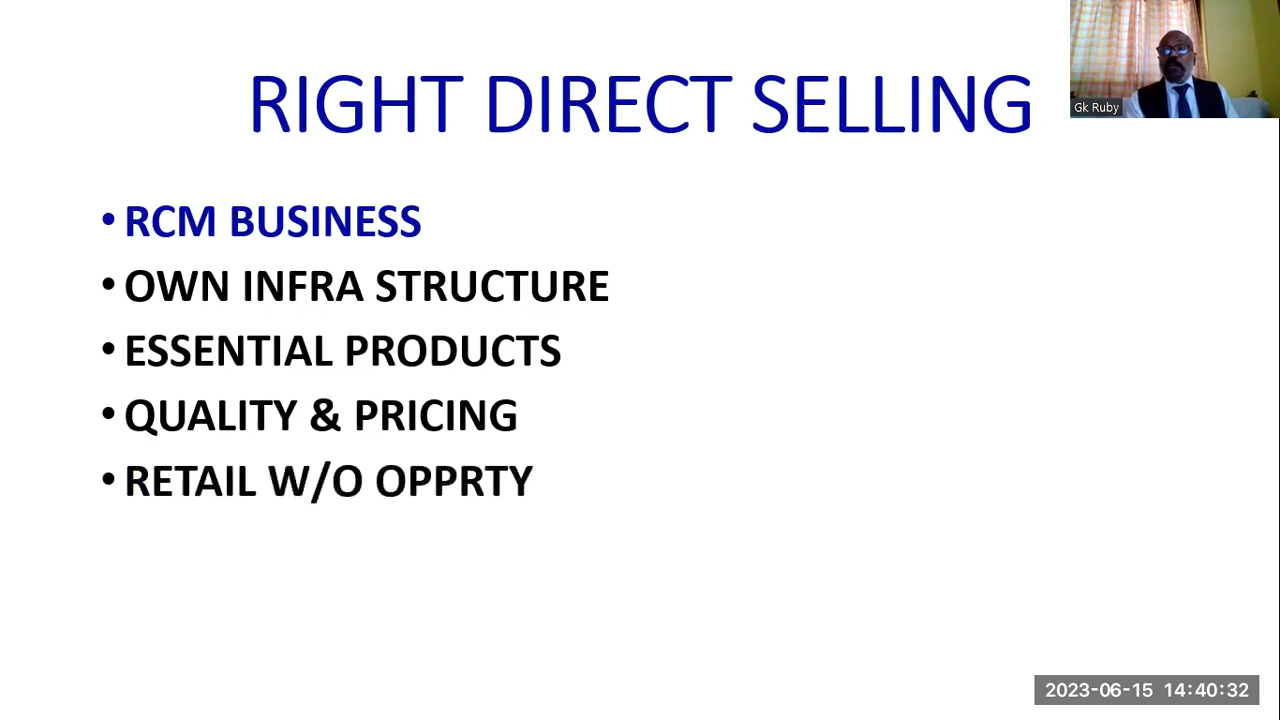 RIGHT DIRECT SELLING
Gk Ruby
• RCM BUSINESS
• OWN INFRA STRUCTURE
• ESSENTIAL PRODUCTS
• QUALITY & PRICING
• RETAIL W/O OPPRTY
2023-06-15 14:40:32